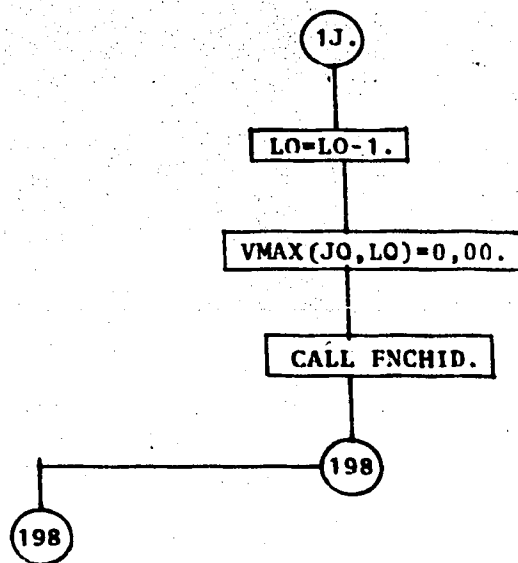 1J.
LO=LO-1.
VMAX(JO,LO)=0,00.
CALL FNCHID.
198
198